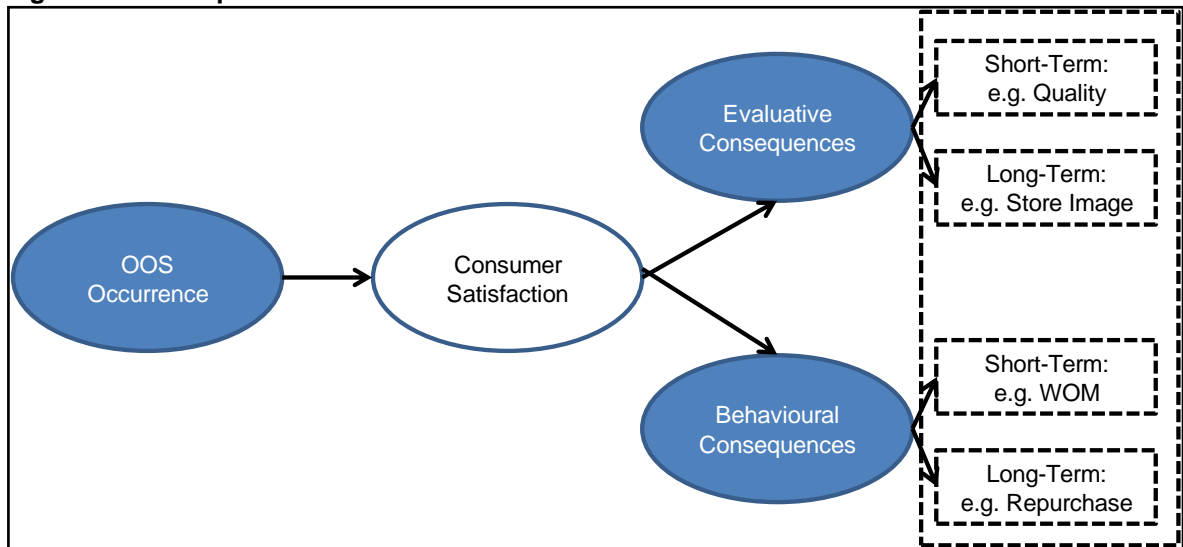 OOS
Occurrence
Consumer
Satisfaction
Evaluative
Consequences
Short-Term:
e.g. Quality
Long-Term:
e.g. Store Image
Behavioural
Consequences
Short-Term:
e.g. WOM
Long-Term:
e.g. Repurchase